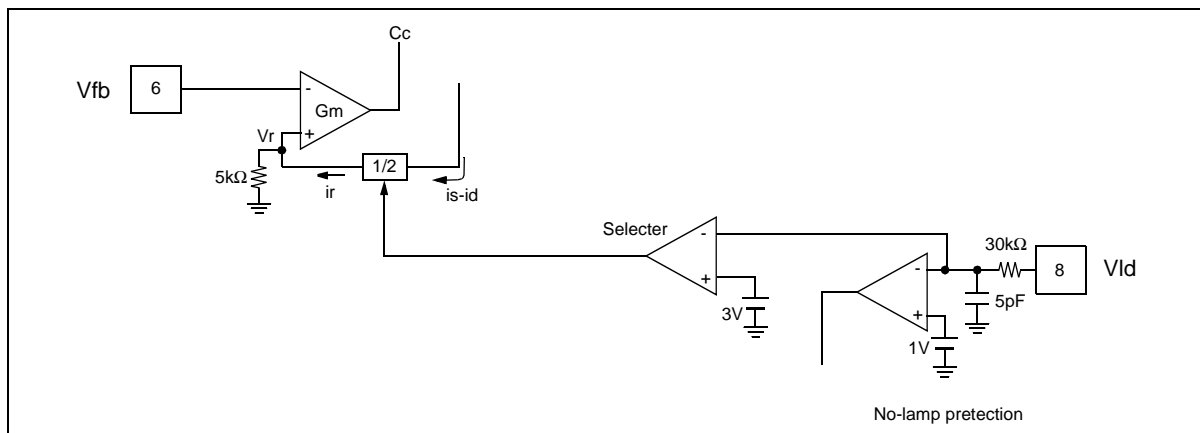 Cc
Vfb
6
-
Gm
+
Vr
1/2
5kΩ
ir
is-id
Selecter
-
+
3V
-
+
1V
30kΩ
8
Vld
5pF
No-lamp pretection